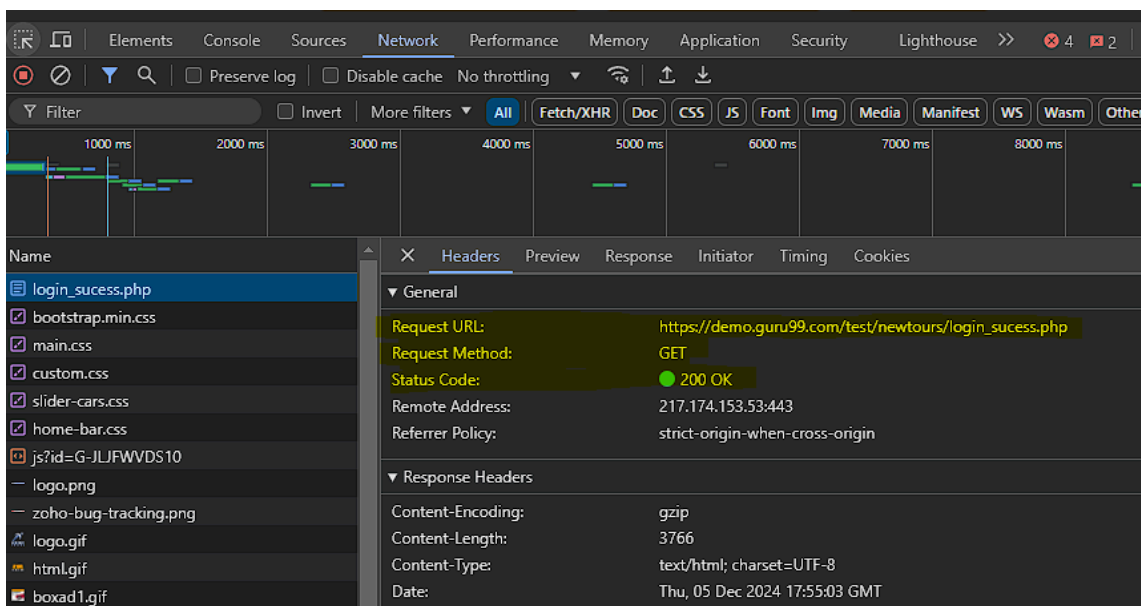 Elements Console Sources Network Performance Memory Application Security Lighthouse 4 2
Preserve log Disable cache No throttling
Filter Invert More filters All Fetch/XHR Doc CSS JS Font Img Media Manifest WS Wasm Other
1000 ms 2000 ms 3000 ms 4000 ms 5000 ms 6000 ms 7000 ms 8000 ms
Name
login_sucess.php
bootstrap.min.css
main.css
custom.css
slider-cars.css
home-bar.css
js?id=G-JLJFWVDS10
logo.png
zoho-bug-tracking.png
logo.gif
html.gif
boxad1.gif
Headers Preview Response Initiator Timing Cookies
General
Request URL: https://demo.guru99.com/test/newtours/login_sucess.php
Request Method: GET
Status Code: 200 OK
Remote Address: 217.174.153.53:443
Referrer Policy: strict-origin-when-cross-origin
Response Headers
Content-Encoding: gzip
Content-Length: 3766
Content-Type: text/html; charset=UTF-8
Date: Thu, 05 Dec 2024 17:55:03 GMT